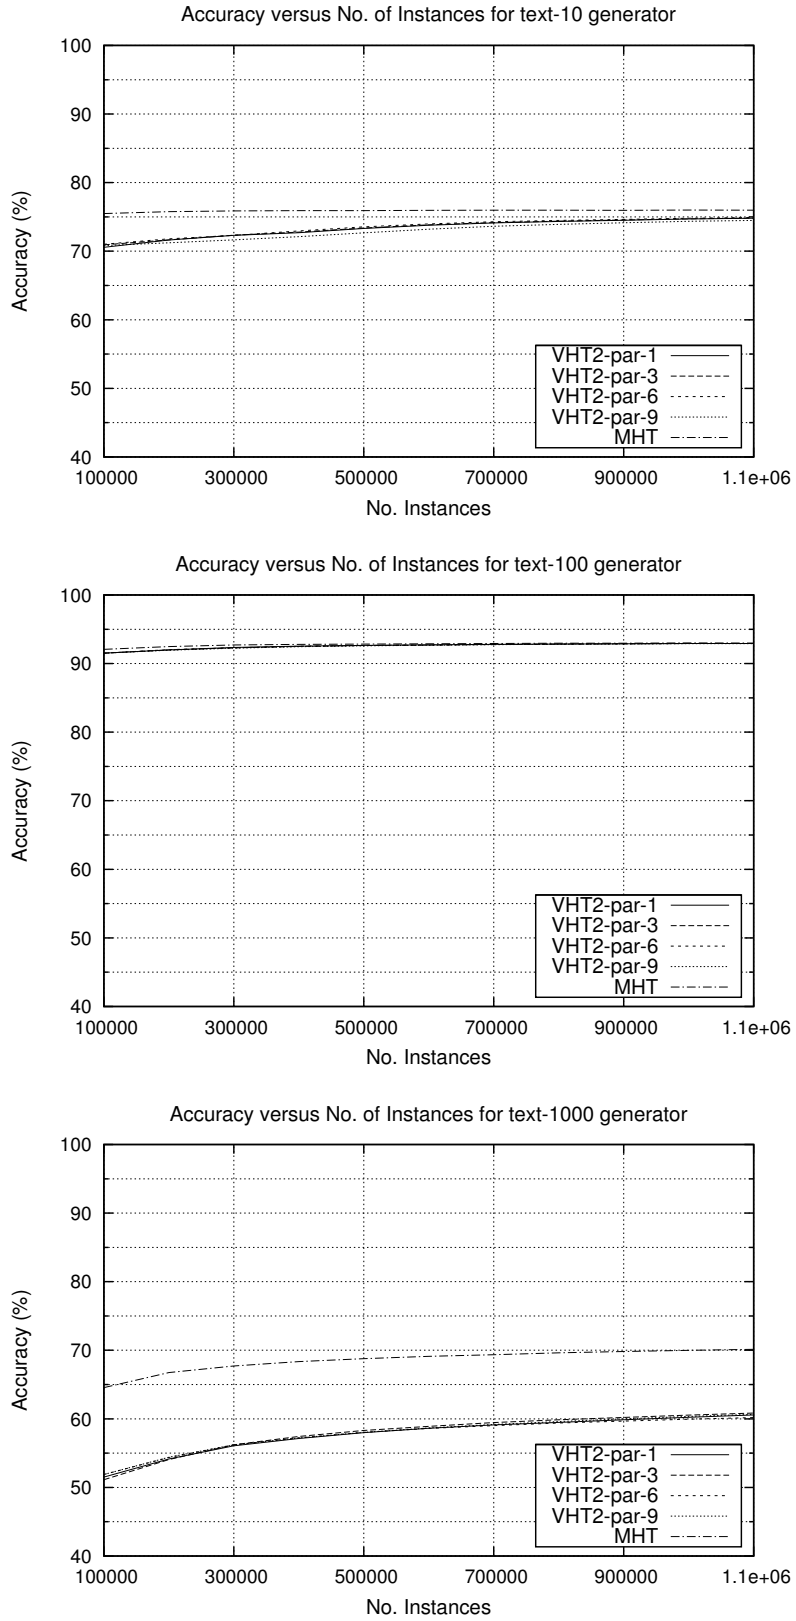 Accuracy versus No. of Instances for text-10 generator
100
90
80
70
60
50
40
Accuracy (%)
VHT2-par-1
VHT2-par-3
VHT2-par-6
VHT2-par-9
MHT
100000 300000 500000 700000 900000 1.1e+06
No. Instances
Accuracy versus No. of Instances for text-100 generator
100
90
80
70
60
50
40
Accuracy (%)
VHT2-par-1
VHT2-par-3
VHT2-par-6
VHT2-par-9
MHT
100000 300000 500000 700000 900000 1.1e+06
No. Instances
Accuracy versus No. of Instances for text-1000 generator
100
90
80
70
60
50
40
Accuracy (%)
VHT2-par-1
VHT2-par-3
VHT2-par-6
VHT2-par-9
MHT
100000 300000 500000 700000 900000 1.1e+06
No. Instances